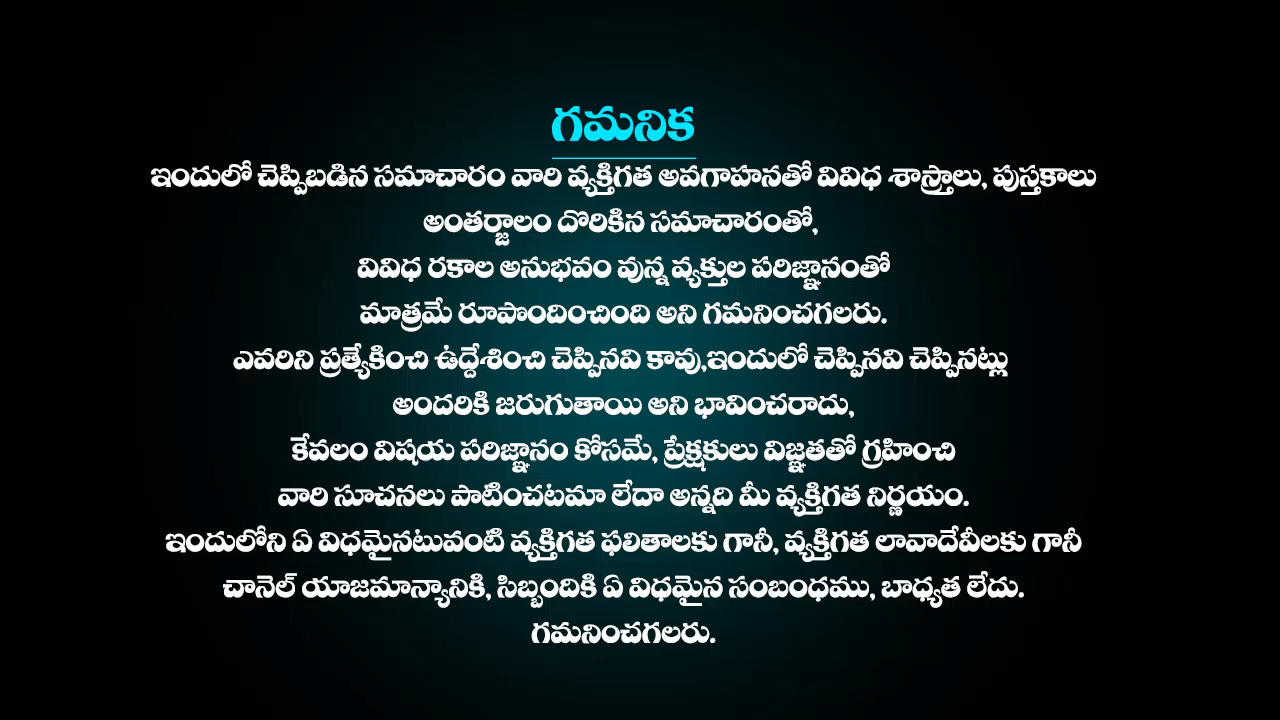 గమనిక
ఇందులో చెప్పిబడిన సమాచారం వారి వ్యక్తిగత అవగాహనతో వివిధ శాస్త్రాలు, పుస్తకాలు
అంతర్జాలం దొరికిన సమాచారంతో,
వివిధ రకాల అనుభవం వున్న వ్యక్తుల పరిజ్ఞానంతో
మాత్రమే రూపొందించింది అని గమనించగలరు.
ఎవరిని ప్రత్యేకించి ఉద్దేశించి చెప్పినవి కావు,ఇందులో చెప్పినవి చెప్పినట్లు
అందరికి జరుగుతాయి అని భావించరాదు,
కేవలం విషయ పరిజ్ఞానం కోసమే, ప్రేక్షకులు విజ్ఞతతో గ్రహించి
వారి సూచనలు పాటించటమా లేదా అన్నది మీ వ్యక్తిగత నిర్ణయం.
ఇందులోని ఏ విధమైనటువంటి వ్యక్తిగత ఫలితాలకు గానీ, వ్యక్తిగత లావాదేవీలకు గానీ
చానెల్ యాజమాన్యానికి, సిబ్బందికి ఏ విధమైన సంబంధము, బాధ్యత లేదు.
గమనించగలరు.